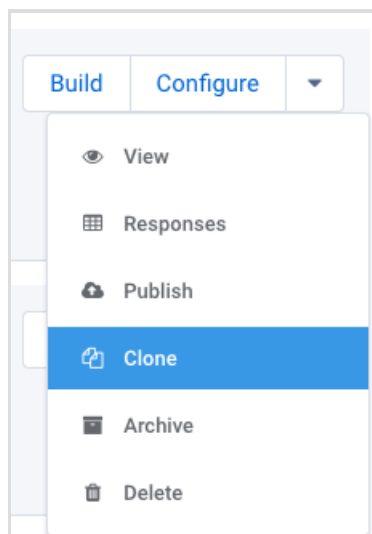 Build Configure
View
Responses
Publish
Clone
Archive
Delete